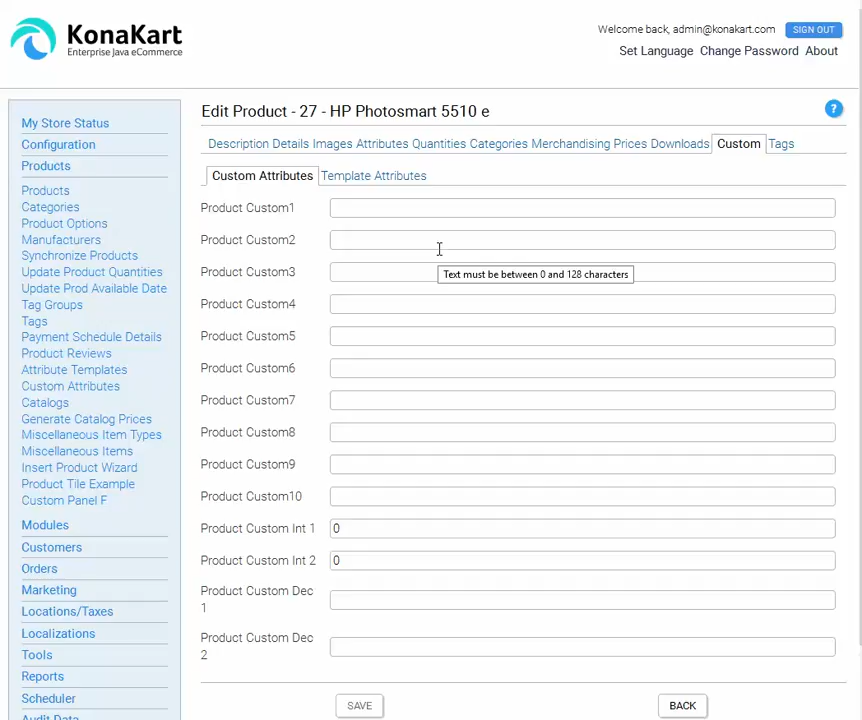 KonaKart
Enterprise Java eCommerce
Welcome back, admin@konakart.com SIGN OUT
Set Language Change Password About
My Store Status
Configuration
Products
Products
Categories
Product Options
Manufacturers
Synchronize Products
Update Product Quantities
Update Prod Available Date
Tag Groups
Tags
Payment Schedule Details
Product Reviews
Attribute Templates
Custom Attributes
Catalogs
Generate Catalog Prices
Miscellaneous Item Types
Miscellaneous Items
Insert Product Wizard
Product Tile Example
Custom Panel F
Modules
Customers
Orders
Marketing
Locations/Taxes
Localizations
Tools
Reports
Scheduler
Audit Data
Edit Product - 27 - HP Photosmart 5510 e
?
Description Details Images Attributes Quantities Categories Merchandising Prices Downloads Custom Tags
Custom Attributes Template Attributes
Product Custom1
Product Custom2
Product Custom3
Text must be between 0 and 128 characters
Product Custom4
Product Custom5
Product Custom6
Product Custom7
Product Custom8
Product Custom9
Product Custom10
Product Custom Int 1 0
Product Custom Int 2 0
Product Custom Dec
1
Product Custom Dec
2
SAVE BACK